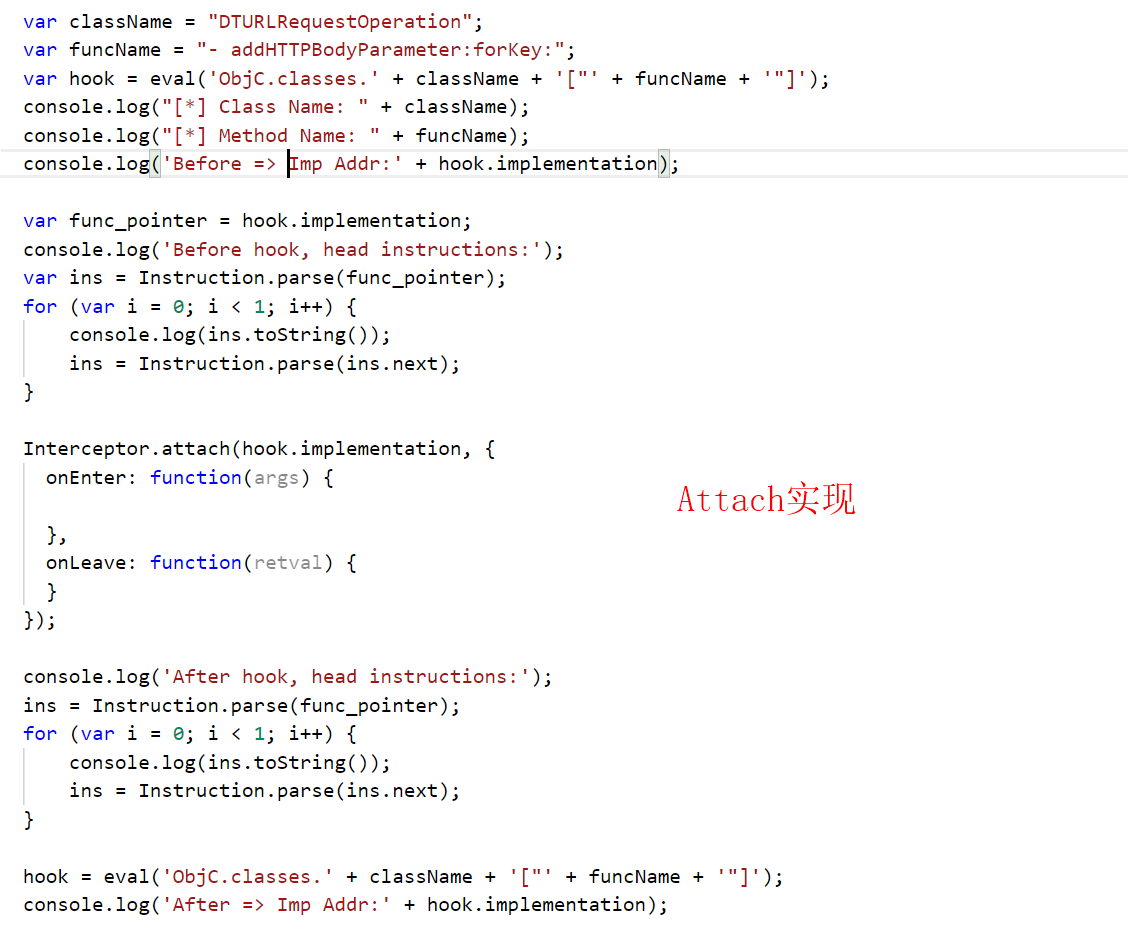 var className = "DTURLRequestOperation";
var funcName = "- addHTTPBodyParameter:forKey:";
var hook = eval('ObjC.classes.' + className + '["' + funcName + '"]');
console.log("[*] Class Name: " + className);
console.log("[*] Method Name: " + funcName);
console.log('Before => Imp Addr:' + hook.implementation);

var func_pointer = hook.implementation;
console.log('Before hook, head instructions:');
var ins = Instruction.parse(func_pointer);
for (var i = 0; i < 1; i++) {
    console.log(ins.toString());
    ins = Instruction.parse(ins.next);
}

Interceptor.attach(hook.implementation, {
  onEnter: function(args) {
Attach实现
  },
  onLeave: function(retval) {
  }
});

console.log('After hook, head instructions:');
ins = Instruction.parse(func_pointer);
for (var i = 0; i < 1; i++) {
    console.log(ins.toString());
    ins = Instruction.parse(ins.next);
}

hook = eval('ObjC.classes.' + className + '["' + funcName + '"]');
console.log('After => Imp Addr:' + hook.implementation);